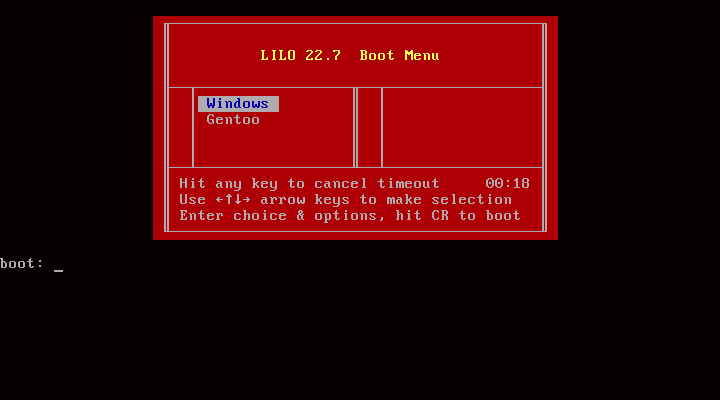 LILO 22.7  Boot Menu
Windows
Gentoo
Hit any key to cancel timeout     00:18
Use ←↑↓→ arrow keys to make selection
Enter choice & options, hit CR to boot
boot: _